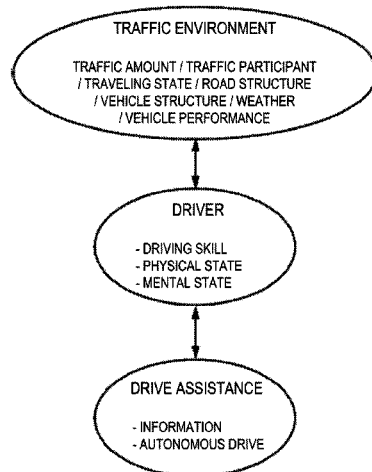 TRAFFIC ENVIRONMENT
TRAFFIC AMOUNT / TRAFFIC PARTICIPANT
/ TRAVELING STATE / ROAD STRUCTURE
/ VEHICLE STRUCTURE / WEATHER
/ VEHICLE PERFORMANCE
DRIVER
- DRIVING SKILL
- PHYSICAL STATE
- MENTAL STATE
DRIVE ASSISTANCE
- INFORMATION
- AUTONOMOUS DRIVE